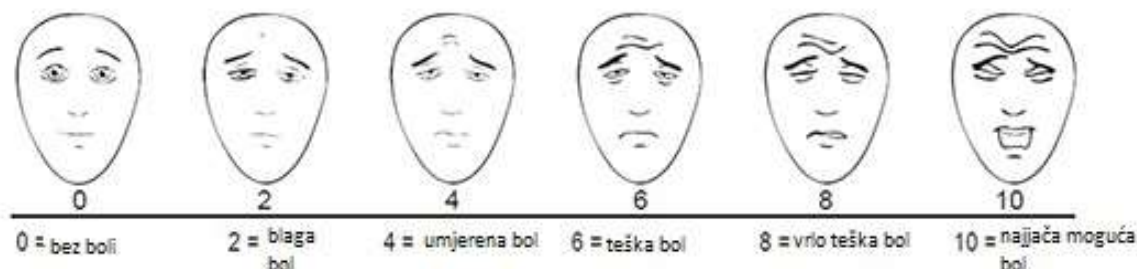 0 2 4 6 8 10
0 = bez boli 2 = blaga bol 4 = umjerena bol 6 = teška bol 8 = vrlo teška bol 10 = najjača moguća bol